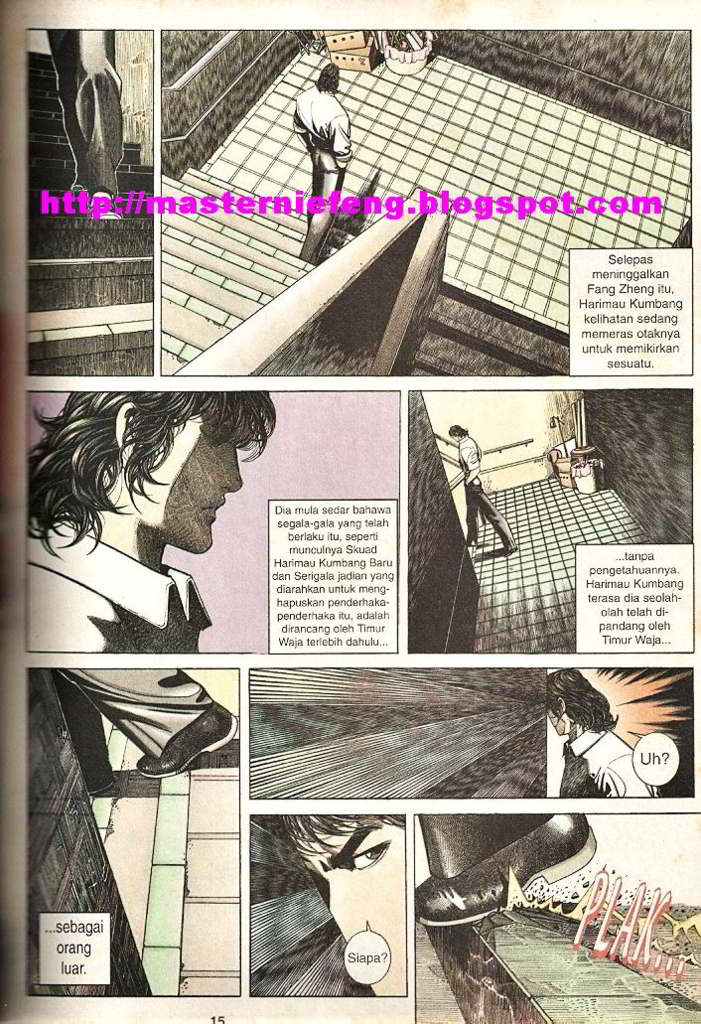 http://masterniefeng.blogspot.com
Selepas
meninggalkan
Fang Zheng itu,
Harimau Kumbang
kelihatan sedang
memeras otaknya
untuk memikirkan
sesuatu.
Dia mula sedar bahawa
segala-gala yang telah
berlaku itu, seperti
munculnya Skuad
Harimau Kumbang Baru
dan Serigala jadian yang
diarahkan untuk meng-
hapuskan penderhaka-
penderhaka itu, adalah
dirancang oleh Timur
Waja terlebih dahulu...
...tanpa
pengetahuannya.
Harimau Kumbang
terasa dia seolah-
olah telah di-
pandang oleh
Timur Waja...
...sebagai
orang
luar.
Uh?
Siapa?
PLAK...
15